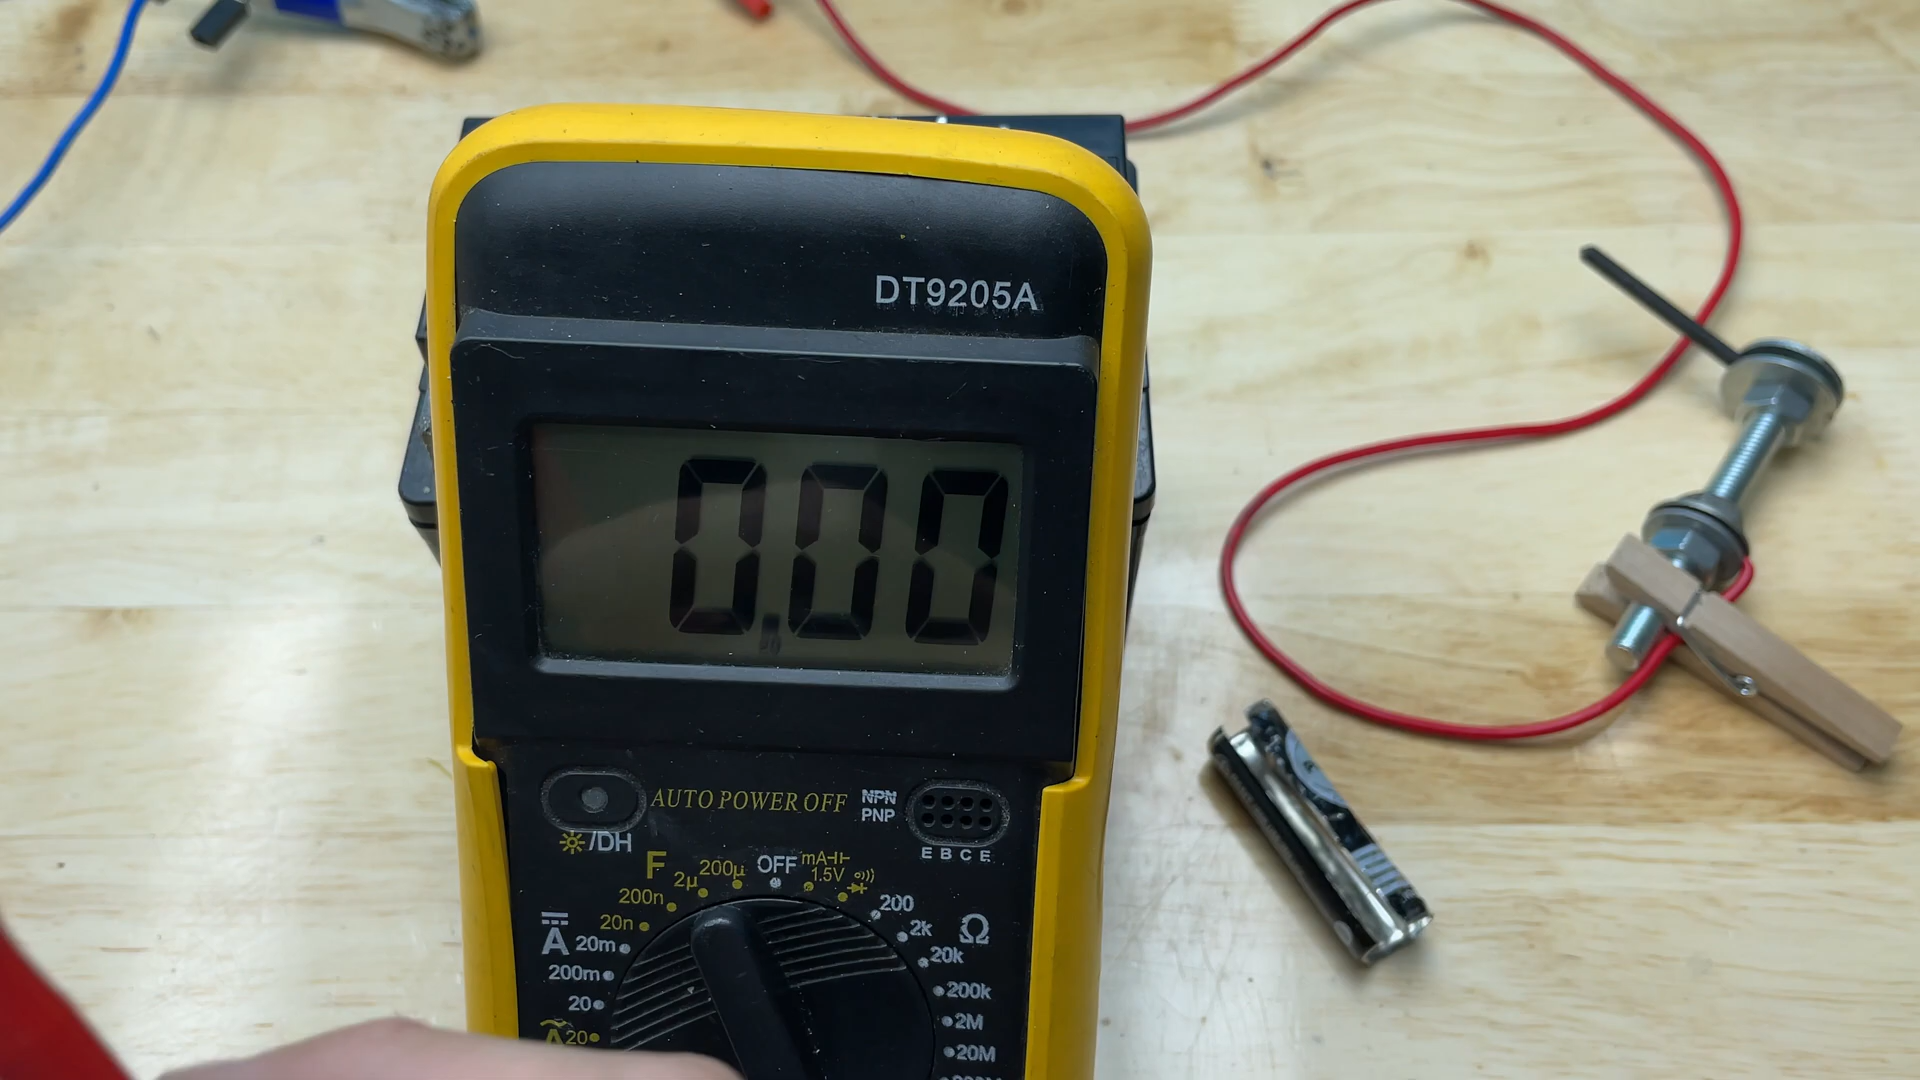 DT9205A
0.00
AUTO POWER OFF
NPN
PNP
/DH
E B C E
F
2µ
200µ
OFF
mA
1.5V
200n
200
20n
2k
Ω
A
20m
20k
200m
200k
20
2M
A
20
20M